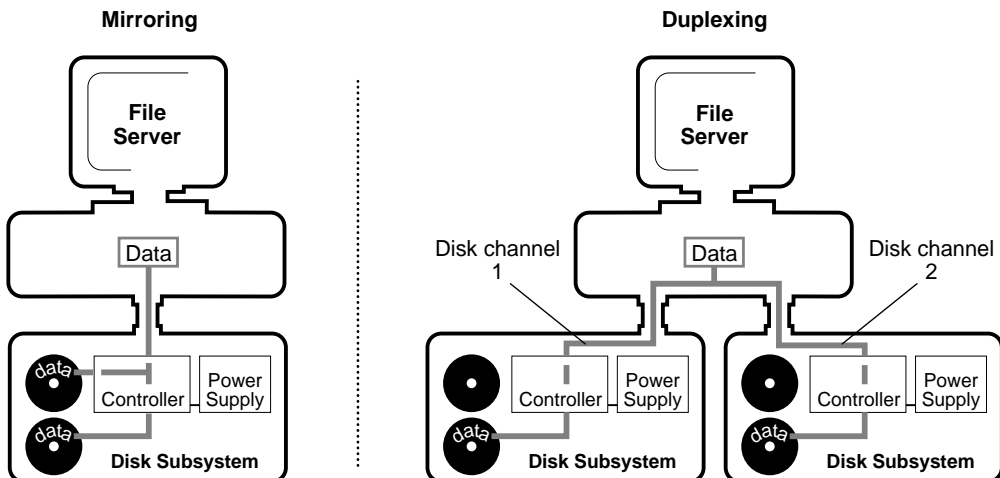 Mirroring
File
Server
Data
data
Controller
Power
Supply
data
Disk Subsystem
Duplexing
File
Server
Disk channel
1
Data
Disk channel
2
Controller
Power
Supply
data
Disk Subsystem
Controller
Power
Supply
data
Disk Subsystem